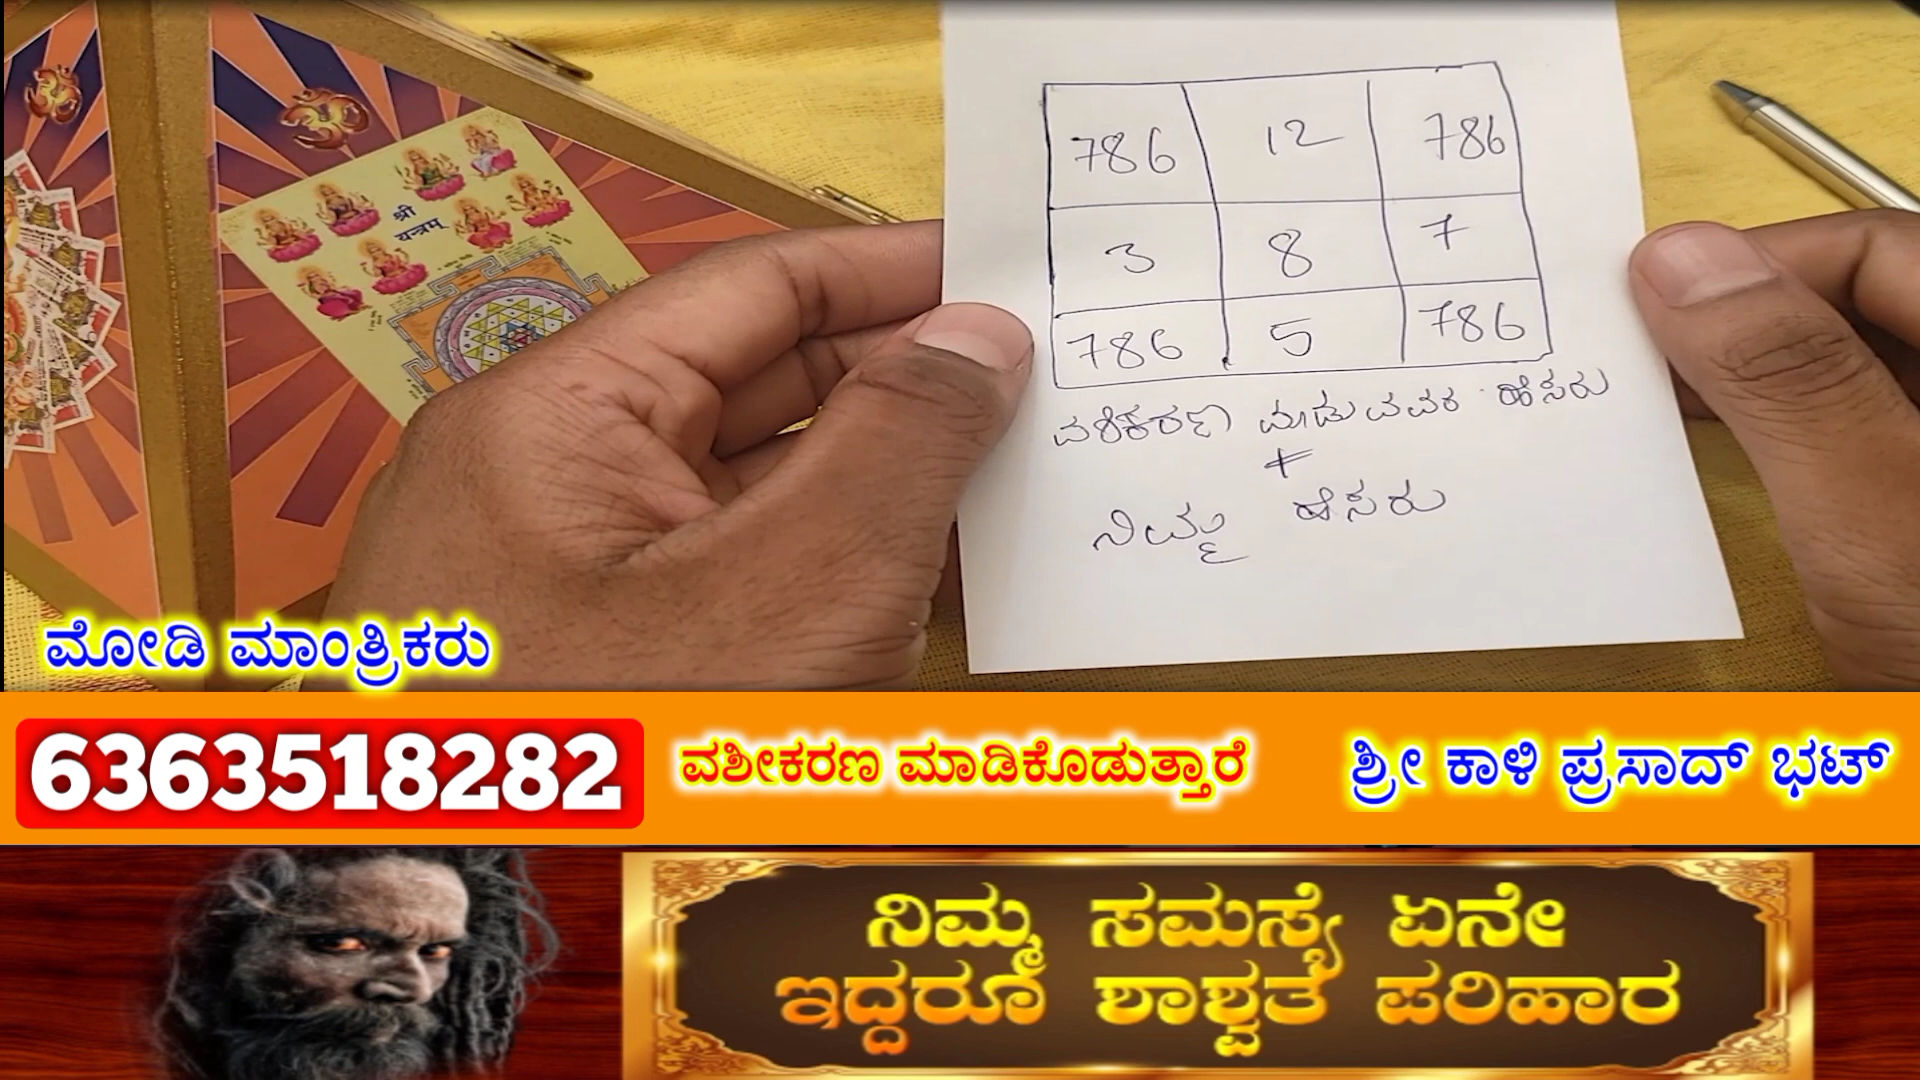 श्री
यन्त्रम्
786 12 786
3 8 7
786 5 786
ವಶಿಕರಣ ಮಾಡುವವರ ಹೆಸರು
+
ನಿಮ್ಮ ಹೆಸರು
ಮೋಡಿ ಮಾಂತ್ರಿಕರು
6363518282 ವಶೀಕರಣ ಮಾಡಿಕೊಡುತ್ತಾರೆ ಶ್ರೀ ಕಾಳಿ ಪ್ರಸಾದ್ ಭಟ್
ನಿಮ್ಮ ಸಮಸ್ಯೆ ಏನೇ
ಇದ್ದರೂ ಶಾಶ್ವತ ಪರಿಹಾರ